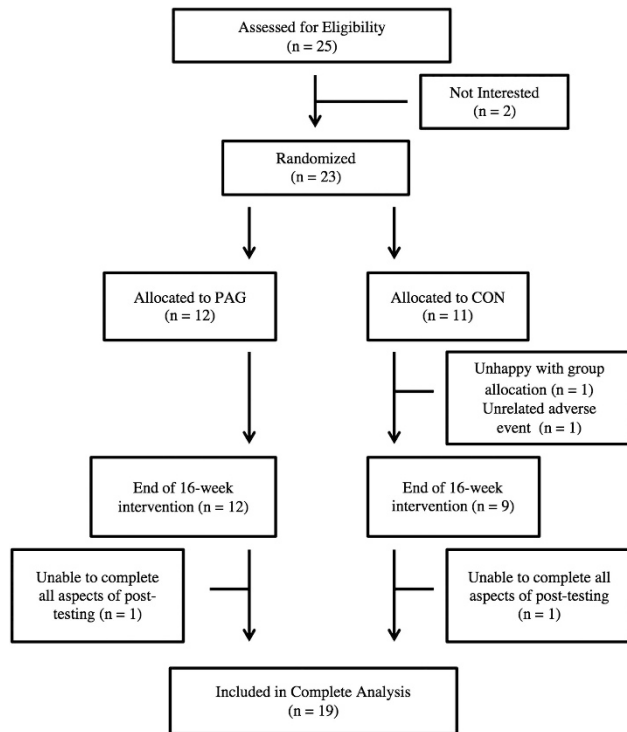 Assessed for Eligibility
(n = 25)
Not Interested
(n = 2)
Randomized
(n = 23)
Allocated to PAG
(n = 12)
Allocated to CON
(n = 11)
Unhappy with group
allocation (n = 1)
Unrelated adverse
event (n = 1)
End of 16-week
intervention (n = 12)
End of 16-week
intervention (n = 9)
Unable to complete
all aspects of post-
testing (n = 1)
Unable to complete all
aspects of post-testing
(n = 1)
Included in Complete Analysis
(n = 19)